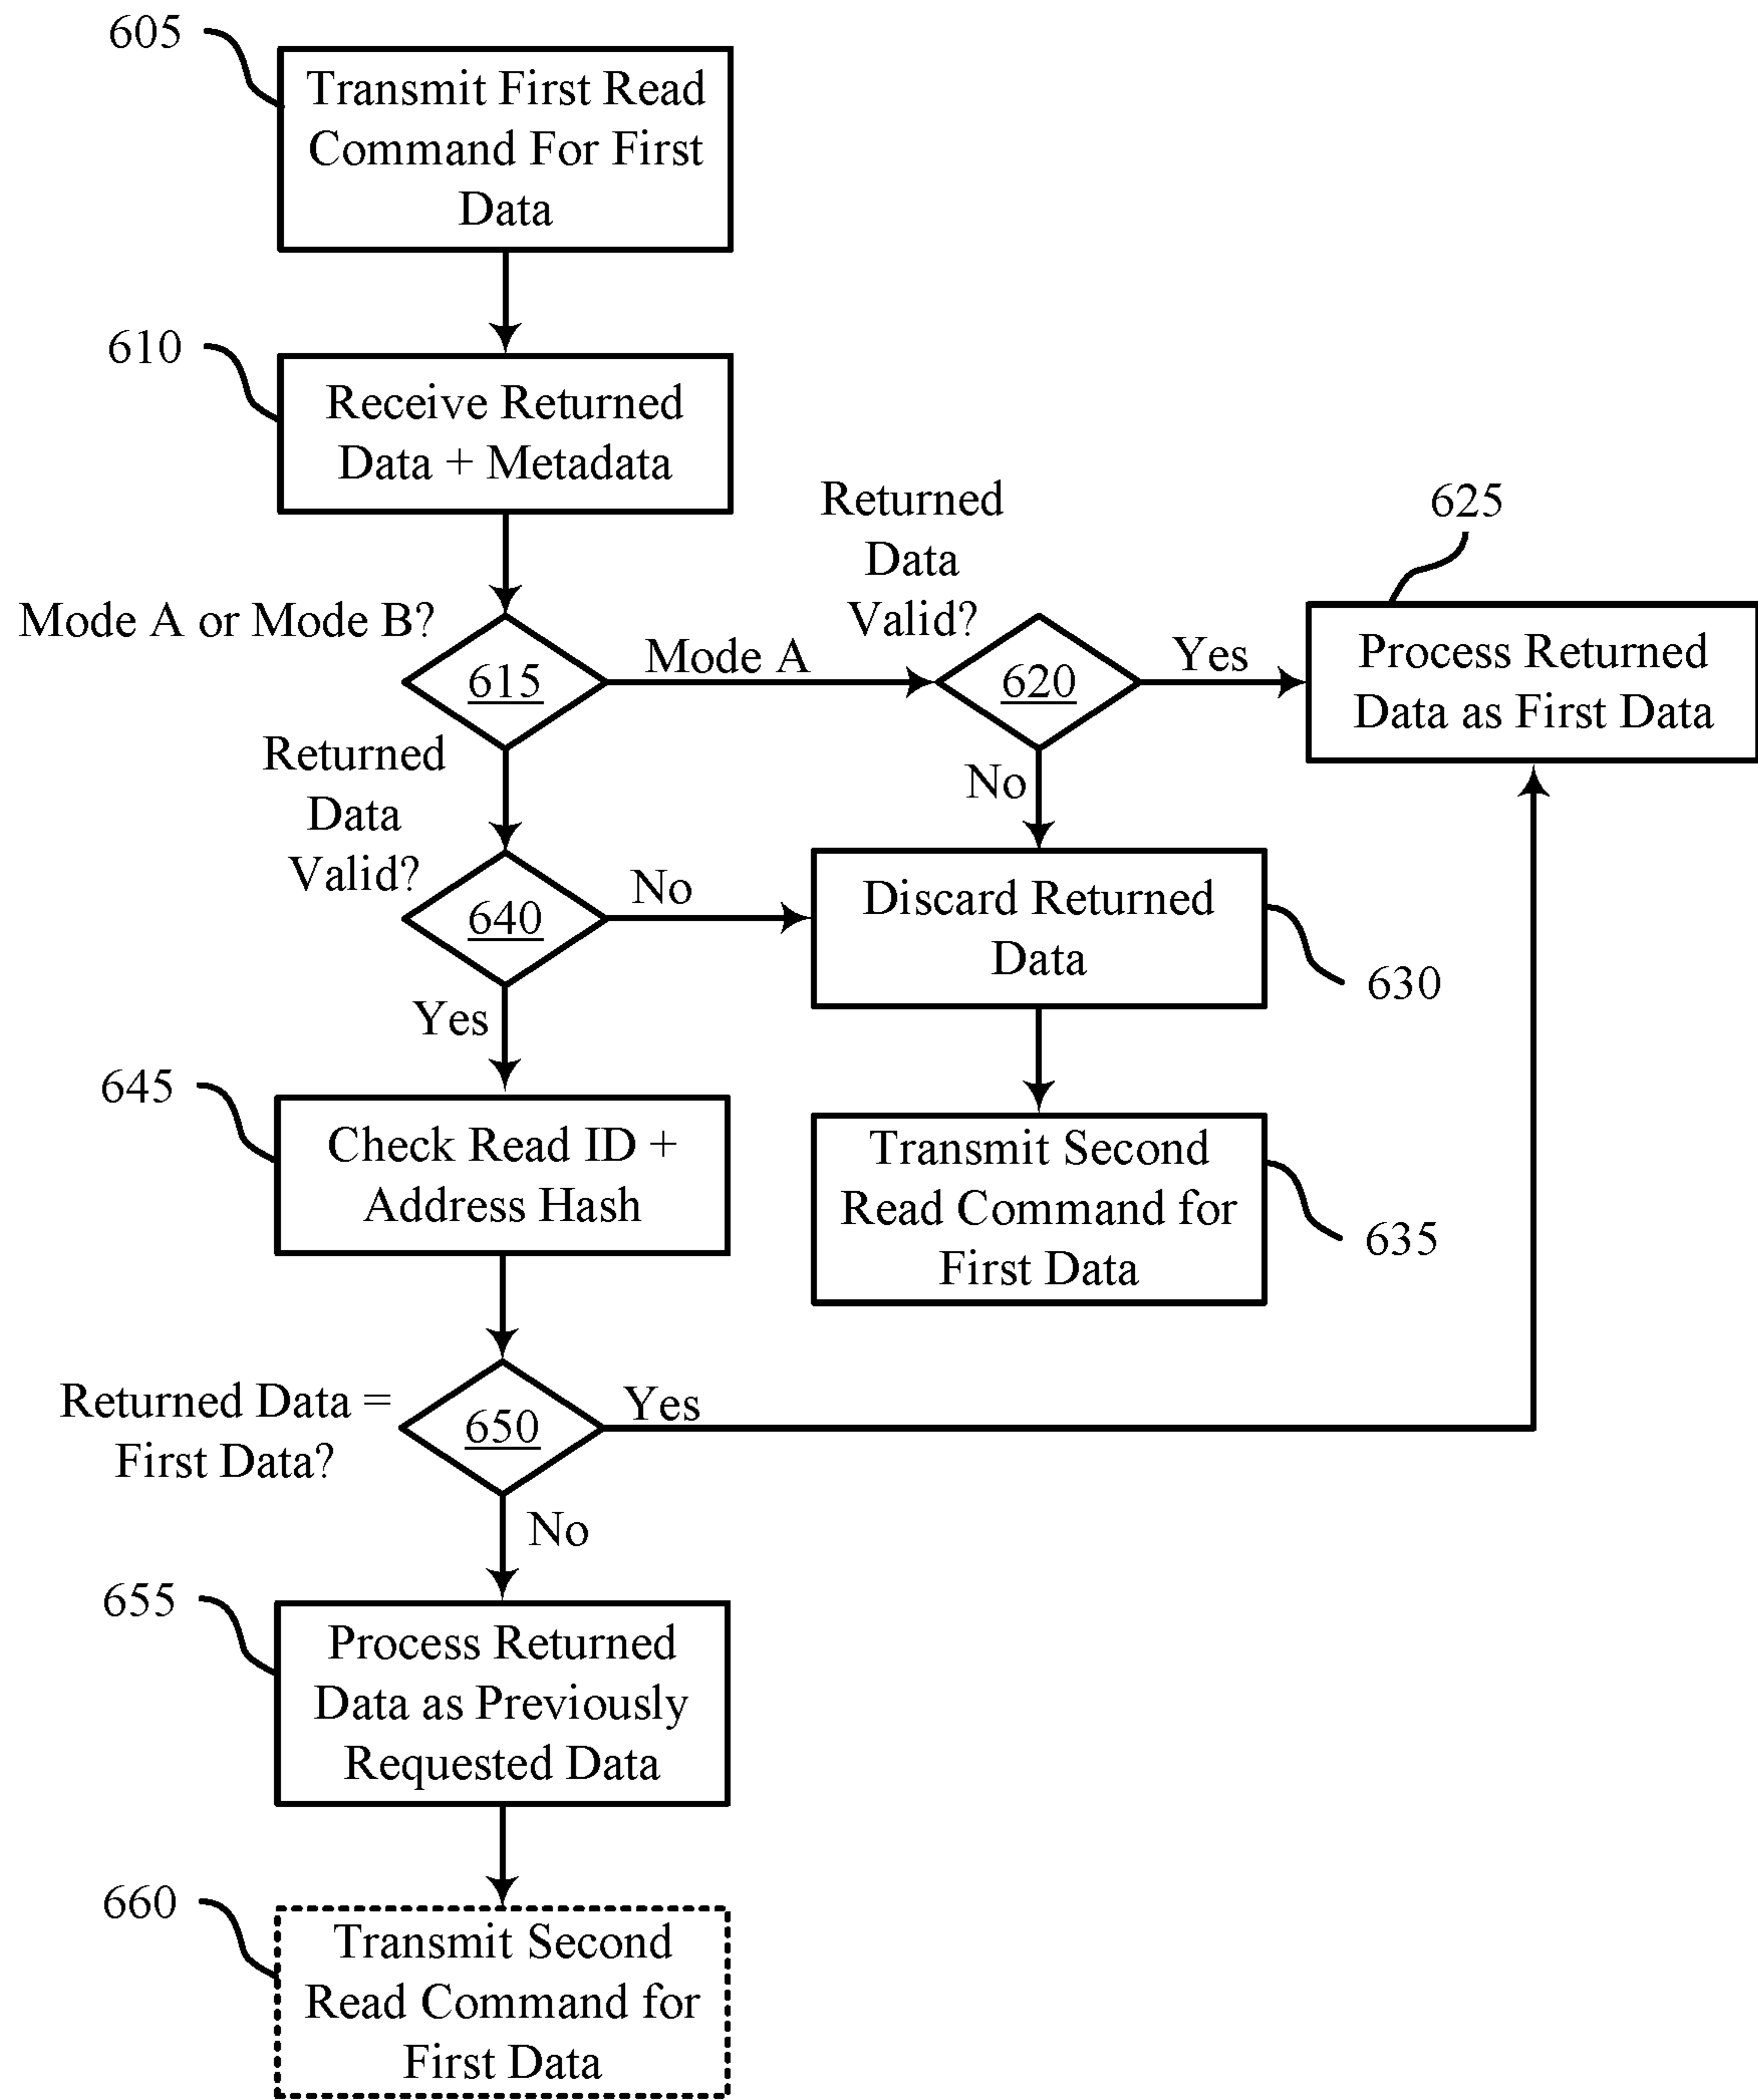 605
Transmit First Read
Command For First
Data
610
Receive Returned
Data + Metadata
Mode A or Mode B?
615
Mode A
Returned
Data
Valid?
620
Yes
625
Process Returned
Data as First Data
No
Returned
Data
Valid?
640
No
Discard Returned
Data
630
Yes
645
Check Read ID +
Address Hash
Transmit Second
Read Command for
First Data
635
Returned Data =
First Data?
650
Yes
No
655
Process Returned
Data as Previously
Requested Data
660
Transmit Second
Read Command for
First Data